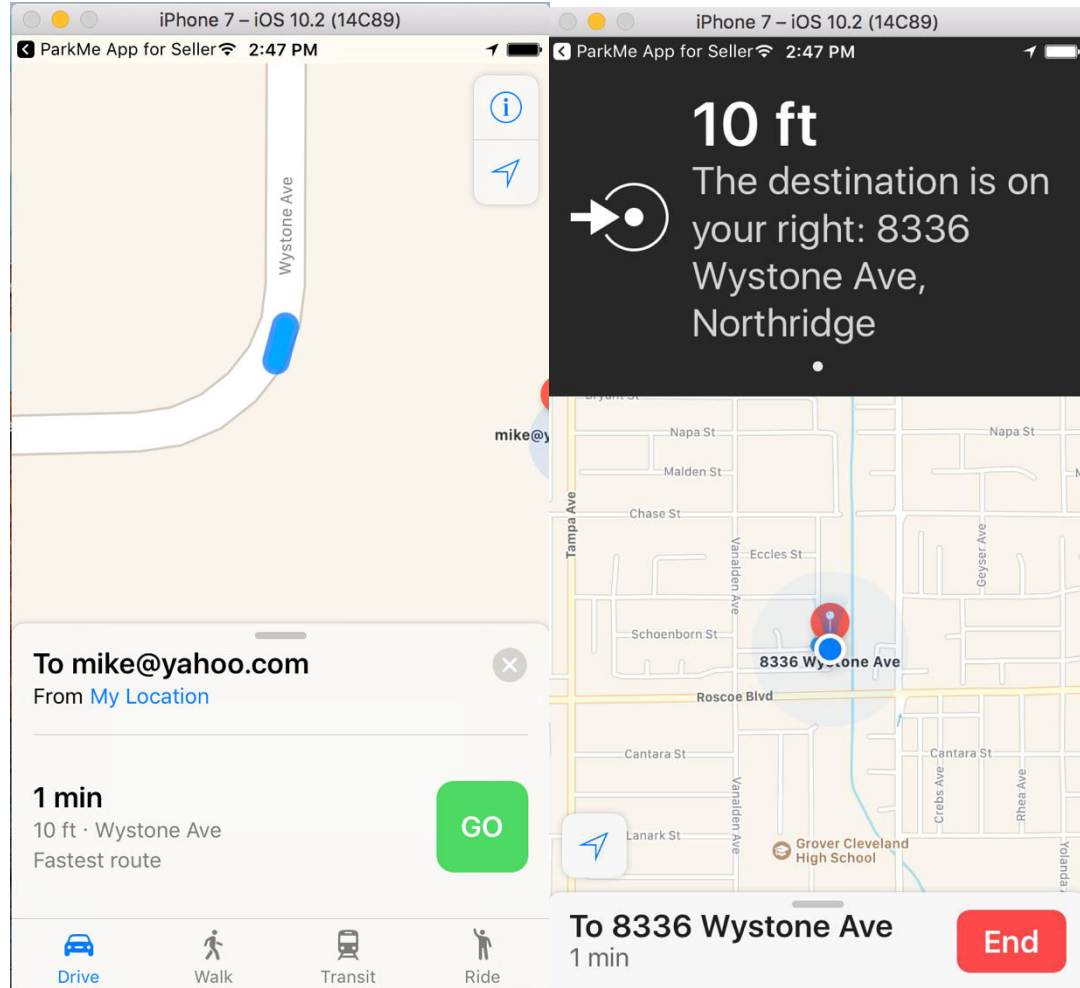 iPhone 7 – iOS 10.2 (14C89)
ParkMe App for Seller 2:47 PM
Wystone Ave
mike@y
To mike@yahoo.com
From My Location
1 min
10 ft · Wystone Ave
Fastest route
GO
Drive Walk Transit Ride
iPhone 7 – iOS 10.2 (14C89)
ParkMe App for Seller 2:47 PM
10 ft
The destination is on
your right: 8336
Wystone Ave,
Northridge
Bryant St
Napa St
Napa St
Malden St
Chase St
Tampa Ave
Vanalden Ave
Eccles St
Geyser Ave
Schoenborn St
8336 Wystone Ave
Roscoe Blvd
Cantara St
Cantara St
Vanalden Ave
Crebs Ave
Rhea Ave
Lanark St
Grover Cleveland
High School
Yolanda
To 8336 Wystone Ave
1 min
End